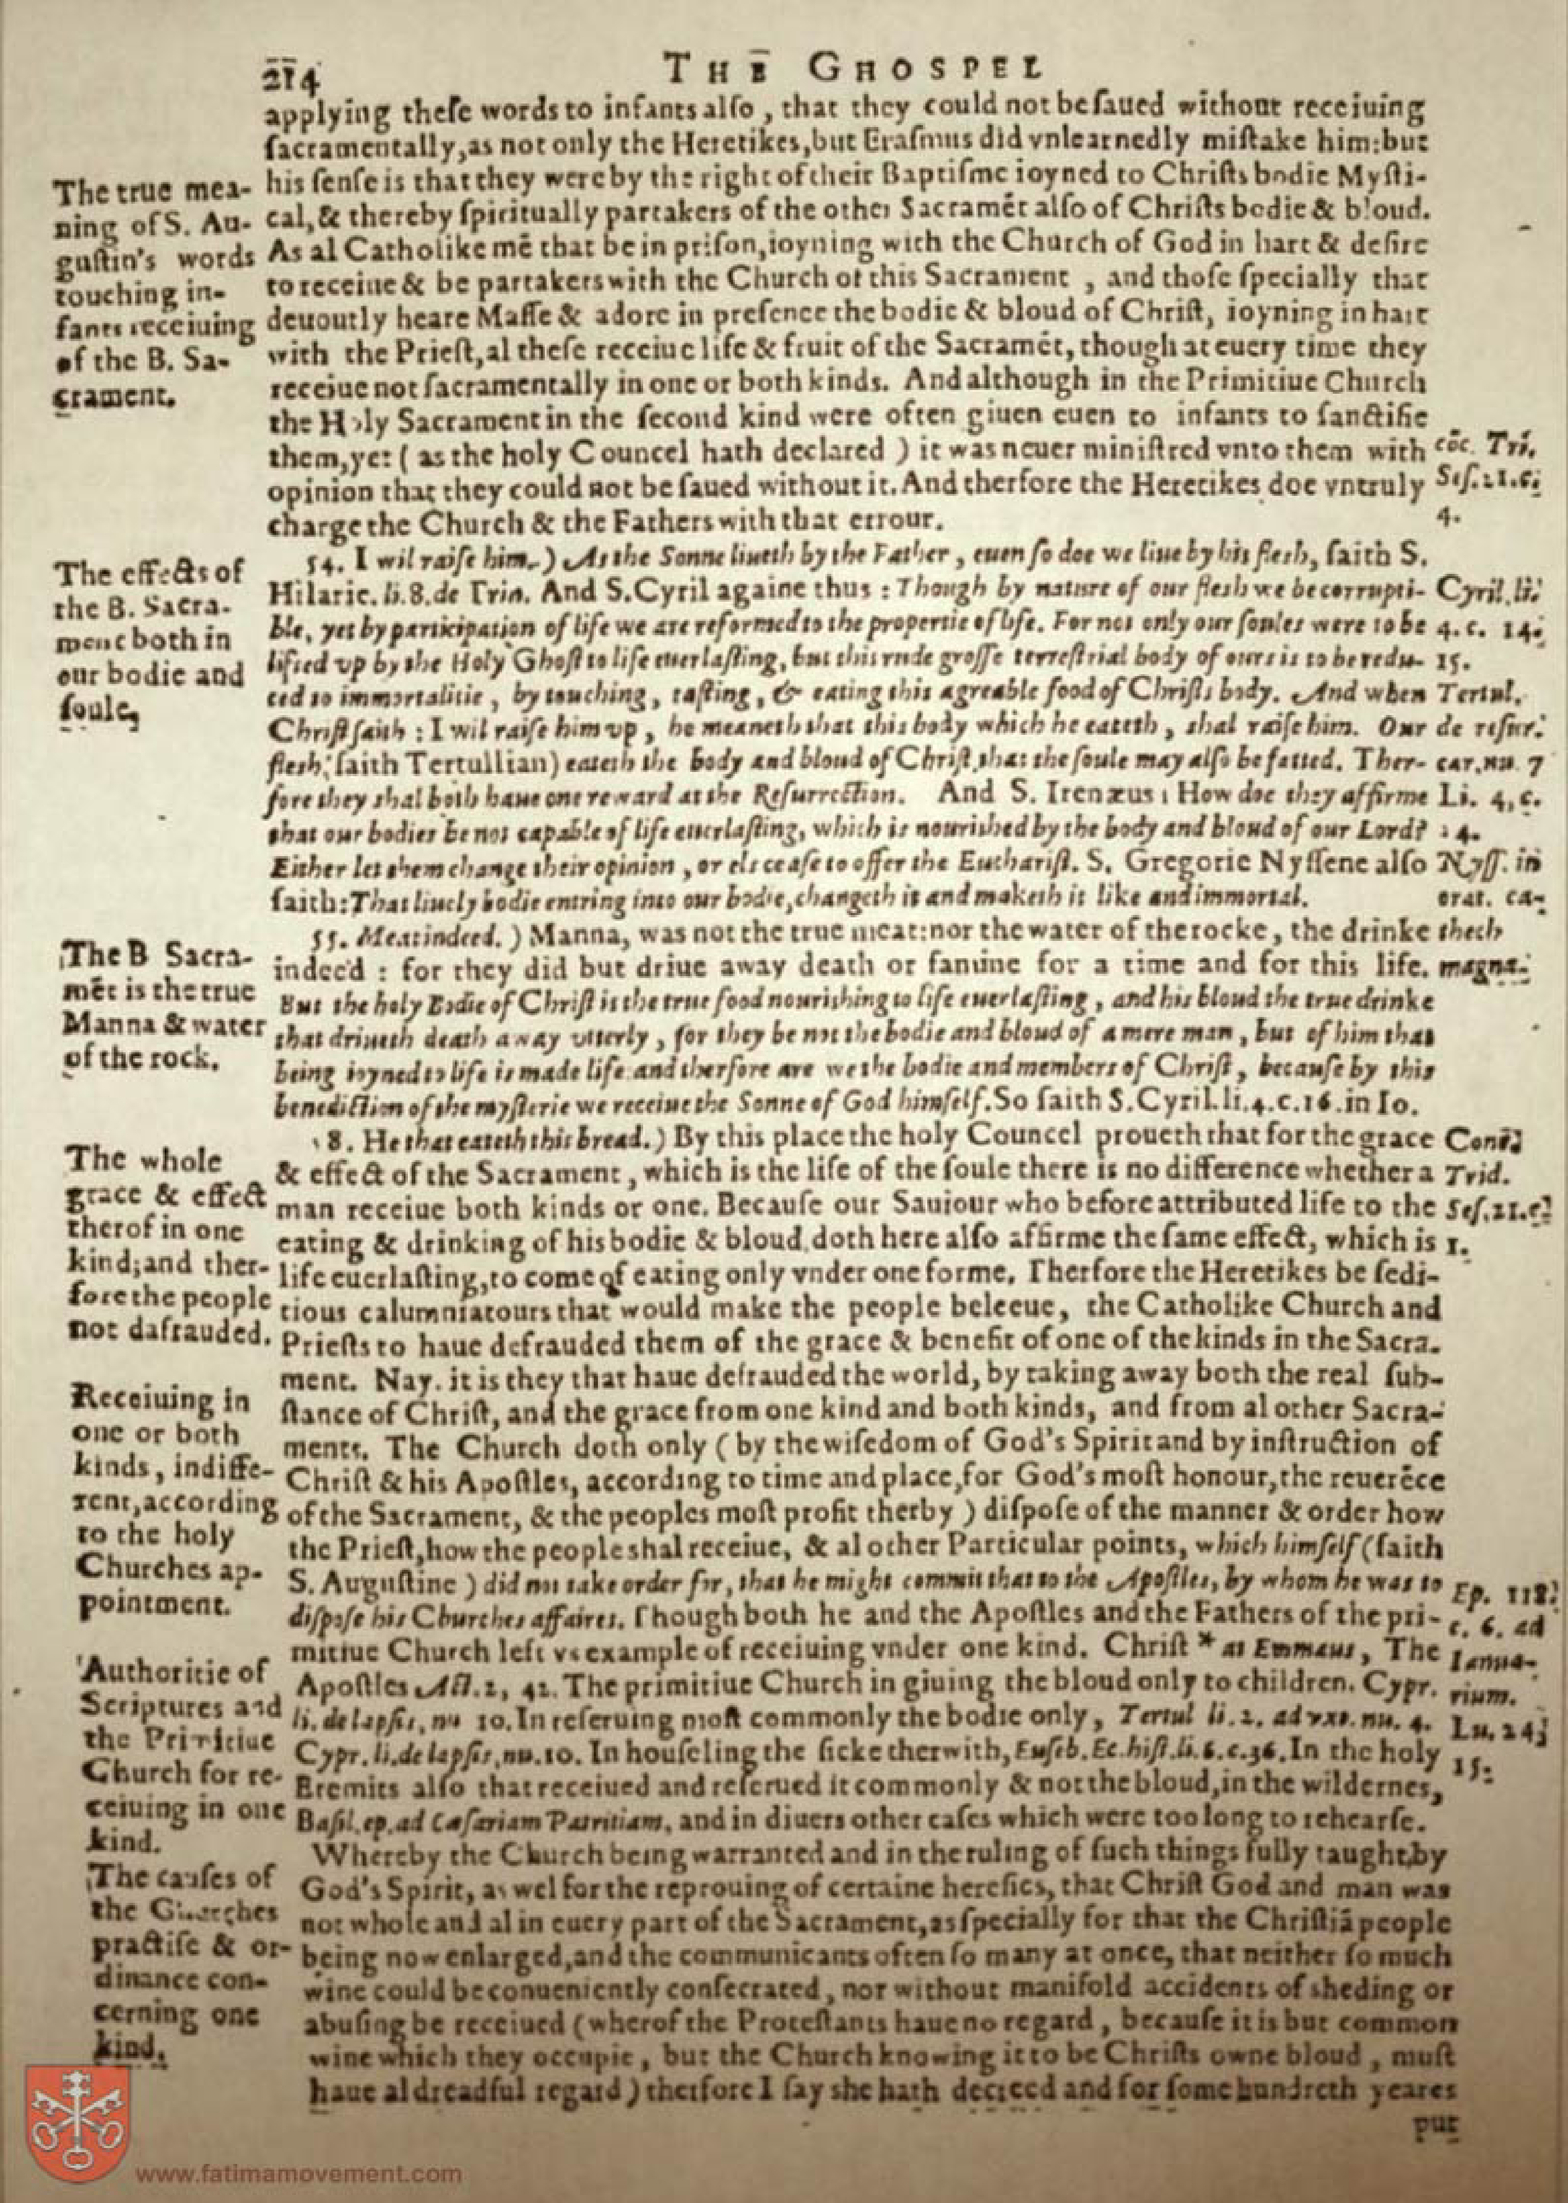 214
THE GHOSPEL
applying theſe words to infants alſo, that they could not be ſaued without receiuing
ſacramentally, as not only the Heretikes, but Eraſmus did vnlearnedly miſtake him: but
his ſenſe is that they were by the right of their Baptiſme ioyned to Chriſts bodie Myſti-
cal, & thereby ſpiritually partakers of the other Sacramēt alſo of Chriſts bodie & bloud.
As al Catholike mē that be in priſon, ioyning with the Church of God in hart & deſire
to receiue & be partakers with the Church of this Sacrament, and thoſe ſpecially that
deuoutly heare Maſſe & adore in preſence the bodie & bloud of Chriſt, ioyning in hart
with the Prieſt, al theſe receiue life & fruit of the Sacramēt, though at euery time they
receiue not ſacramentally in one or both kinds. And although in the Primitiue Church
the Holy Sacrament in the ſecond kind were often giuen euen to infants to ſanctifie
them, yet (as the holy Councel hath declared) it was neuer miniſtred vnto them with
opinion that they could not be ſaued without it. And therfore the Heretikes doe vntruly
charge the Church & the Fathers with that errour.
The true mea-
ning of S. Au-
guſtin's words
touching in-
fants receiuing
of the B. Sa-
crament.
cōc. Tri.
Seſ. 21. c.
4.
54. I wil raiſe him.) As the Sonne liueth by the Father, euen ſo doe we liue by his fleſh, ſaith S.
Hilarie. li. 8. de Trin. And S. Cyril againe thus: Though by nature of our fleſh we be corrupti-
ble, yet by participation of life we are reformed to the propertie of life. For not only our ſoules were to be
lifted vp by the Holy Ghoſt to life euerlaſting, but this rude groſſe terreſtrial body of ours is to be redu-
ced to immortalitie, by touching, taſting, & eating this agreable food of Chriſts body. And when
Chriſt ſaith: I wil raiſe him vp, he meaneth that this body which he eateth, shal raiſe him. Our
fleſh (ſaith Tertullian) eateth the body and bloud of Chriſt, that the ſoule may alſo be fatted. Ther-
fore they shal both haue one reward at the Reſurrection. And S. Irenæus: How doe they affirme
that our bodies be not capable of life euerlaſting, which is nourished by the body and bloud of our Lord?
Either let them change their opinion, or els ceaſe to offer the Euchariſt. S. Gregorie Nyſſene alſo
ſaith: That liuely bodie entring into our bodie, changeth it and maketh it like and immortal.
The effects of
the B. Sacra-
ment both in
our bodie and
ſoule,
Cyril. li.
4. c. 14.
15.
Tertul.
de reſur.
car. nu. 7
Li. 4, c.
34.
Nyſſ. in
orat. ca-
thech
magna.
55. Meat indeed.) Manna, was not the true meat: nor the water of the rocke, the drinke
indeed: for they did but driue away death or famine for a time and for this life.
But the holy Bodie of Chriſt is the true food nourishing to life euerlaſting, and his bloud the true drinke
that driueth death away vtterly, for they be not the bodie and bloud of a mere man, but of him that
being ioyned to life is made life: and therfore are we the bodie and members of Chriſt, becauſe by this
benediction of the myſterie we receiue the Sonne of God himſelf. So ſaith S. Cyril. li. 4. c. 16. in Io.
The B Sacra-
mēt is the true
Manna & water
of the rock.
58. He that eateth this bread.) By this place the holy Councel proueth that for the grace
& effect of the Sacrament, which is the life of the ſoule there is no difference whether a
man receiue both kinds or one. Becauſe our Sauiour who before attributed life to the
eating & drinking of his bodie & bloud, doth here alſo affirme the ſame effect, which is
life euerlaſting, to come of eating only vnder one forme. Therfore the Heretikes be ſedi-
tious calumniatours that would make the people beleeue, the Catholike Church and
Prieſts to haue defrauded them of the grace & benefit of one of the kinds in the Sacra-
ment. Nay, it is they that haue defrauded the world, by taking away both the real ſub-
ſtance of Chriſt, and the grace from one kind and both kinds, and from al other Sacra-
ments. The Church doth only (by the wiſedom of God's Spirit and by inſtruction of
Chriſt & his Apoſtles, according to time and place, for God's moſt honour, the reuerēce
of the Sacrament, & the peoples moſt profit therby) diſpoſe of the manner & order how
the Prieſt, how the people shal receiue, & al other Particular points, which himſelf (ſaith
S. Auguſtine) did not take order for, that he might commit that to the Apoſtles, by whom he was to
diſpoſe his Churches affaires. Though both he and the Apoſtles and the Fathers of the pri-
mitiue Church left vs example of receiuing vnder one kind. Chriſt * at Emmaus, The
Apoſtles Act. 2, 42. The primitiue Church in giuing the bloud only to children. Cypr.
li. de lapſis, nu 10. In reſeruing moſt commonly the bodie only, Tertul li. 2. ad vxo. nu. 4.
Cypr. li. de lapſis, nu. 10. In houſeling the ſicke therwith, Euſeb. Ec. hiſt. li. 6. c. 36. In the holy
Eremits alſo that receiued and reſerued it commonly & not the bloud, in the wildernes,
Baſil. ep. ad Caſariam Patritiam, and in diuers other caſes which were too long to rehearſe.
The whole
grace & effect
therof in one
kind; and ther-
fore the people
not dafrauded.
Receiuing in
one or both
kinds, indiffe-
rent, according
to the holy
Churches ap-
pointment.
Authoritie of
Scriptures and
the Primitiue
Church for re-
ceiuing in one
kind.
Conc.
Trid.
Seſ. 21. c.
1.
Ep. 118.
c. 6. ad
Ianua-
rium.
Lu. 24,
15.
Whereby the Church being warranted and in the ruling of ſuch things fully taught by
God's Spirit, as wel for the reprouing of certaine hereſies, that Chriſt God and man was
not whole and al in euery part of the Sacrament, as ſpecially for that the Chriſtiā people
being now enlarged, and the communicants often ſo many at once, that neither ſo much
wine could be conueniently conſecrated, nor without manifold accidents of sheding or
abuſing be receiued (wherof the Proteſtants haue no regard, becauſe it is but common
wine which they occupie, but the Church knowing it to be Chriſts owne bloud, muſt
haue al dreadful regard) therfore I ſay she hath decreed and for ſome hundreth yeares
The cauſes of
the Churches
practiſe & or-
dinance con-
cerning one
kind.
put
www.fatimamovement.com